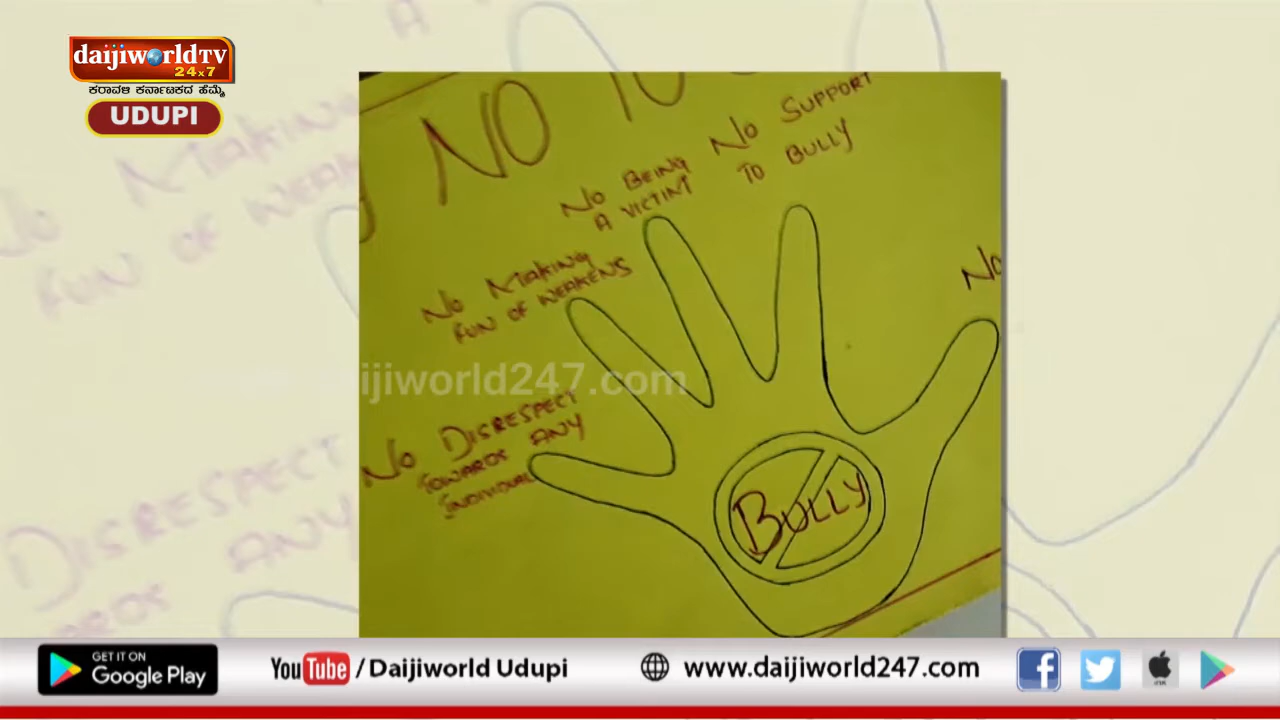 daijiworldTV
24x7
ಕರಾವಳಿ ಕರ್ನಾಟಕದ ಹೆಮ್ಮೆ
UDUPI
NO TO
NO SUPPORT
TO BULLY
NO BEING
A VICTIMT
NO MAKING
FUN OF WEAKENS
NO
NO DISRESPECT
TOWARDS ANY
INDIVIDUAL
BULLY
daijiworld247.com
GET IT ON
Google Play
YouTube /Daijiworld Udupi
www.daijiworld247.com